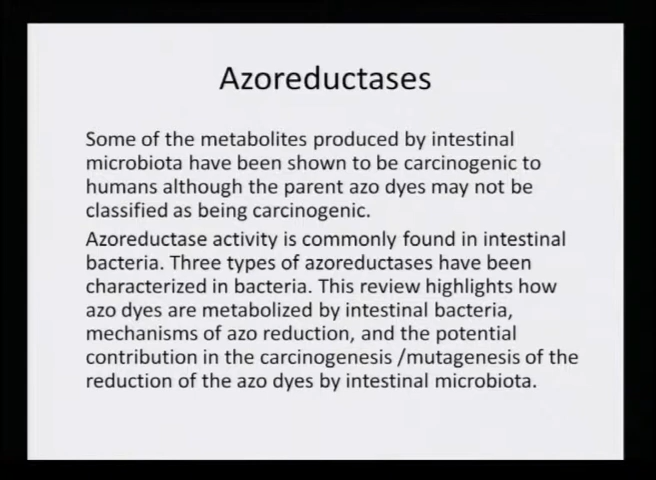 Azoreductases
Some of the metabolites produced by intestinal
microbiota have been shown to be carcinogenic to
humans although the parent azo dyes may not be
classified as being carcinogenic.
Azoreductase activity is commonly found in intestinal
bacteria. Three types of azoreductases have been
characterized in bacteria. This review highlights how
azo dyes are metabolized by intestinal bacteria,
mechanisms of azo reduction, and the potential
contribution in the carcinogenesis /mutagenesis of the
reduction of the azo dyes by intestinal microbiota.